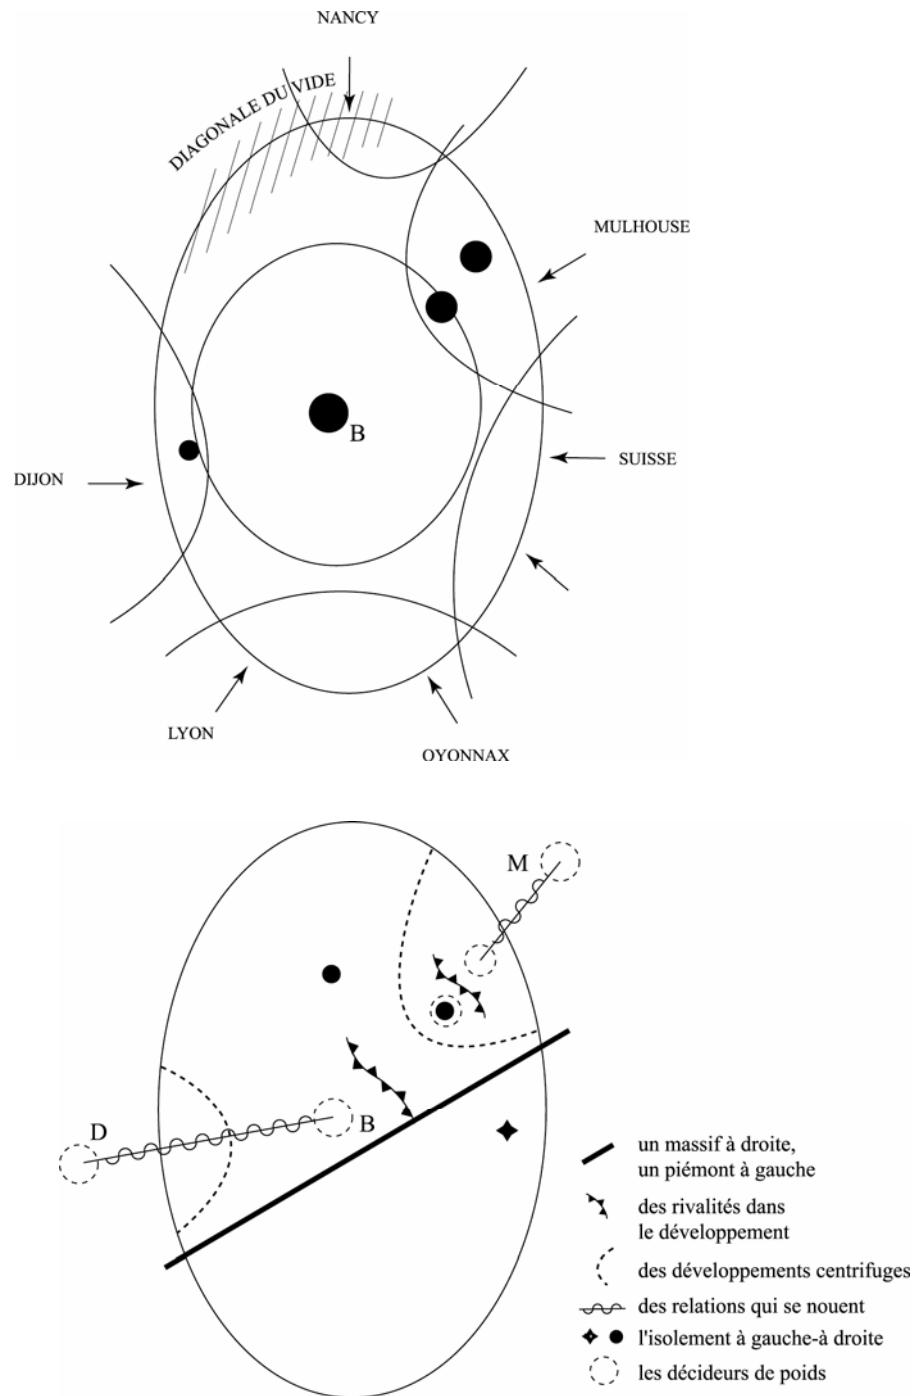 NANCY
DIAGONALE DU VIDE
MULHOUSE
B
SUISSE
DIJON
LYON
OYONNAX
M
D
B
un massif à droite,
un piémont à gauche
des rivalités dans
le développement
des développements centrifuges
des relations qui se nouent
l'isolement à gauche-à droite
les décideurs de poids